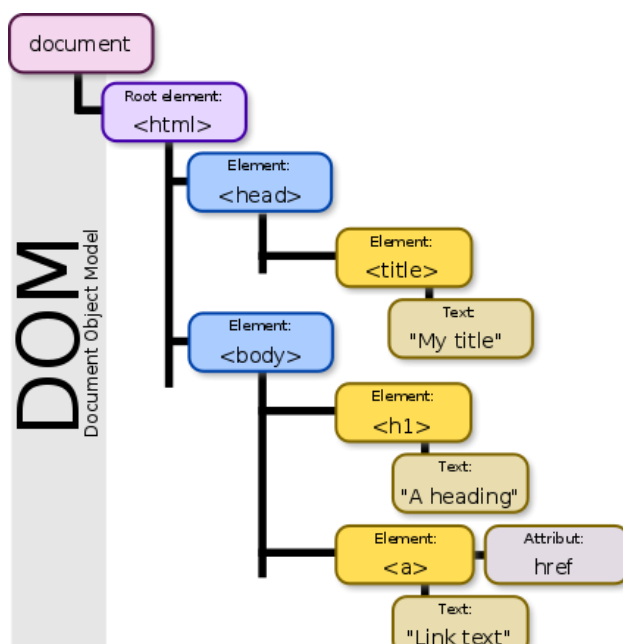 document
Root element:
<html>
Element:
<head>
Element:
<title>
Text
"My title"
Element:
<body>
Element:
<h1>
Text:
"A heading"
Element:
<a>
Attribut:
href
Text:
"Link text"
DOM
Document Object Model